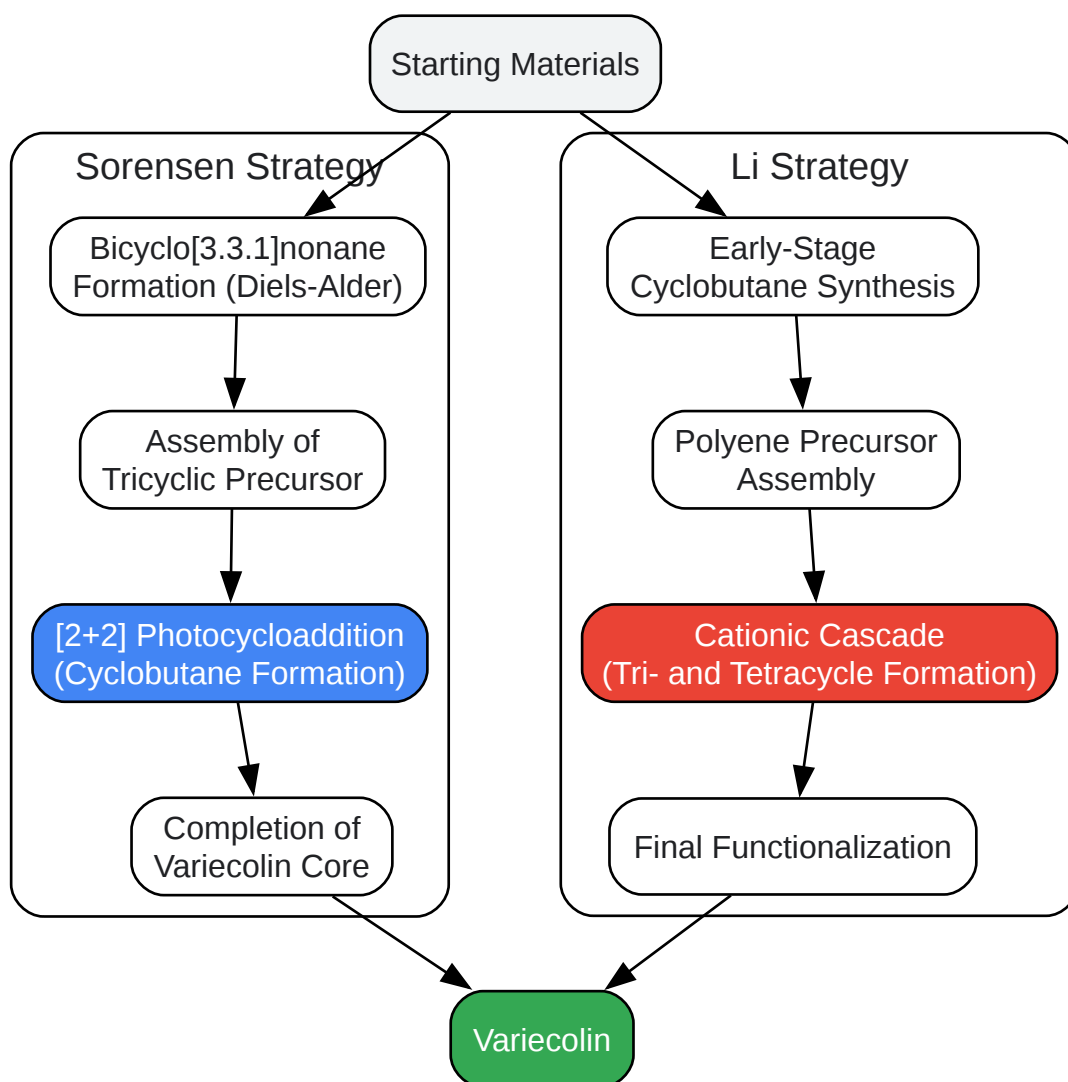 Starting Materials
Sorensen Strategy
Bicyclo[3.3.1]nonane
Formation (Diels-Alder)
Assembly of
Tricyclic Precursor
[2+2] Photocycloaddition
(Cyclobutane Formation)
Completion of
Variecolin Core
Li Strategy
Early-Stage
Cyclobutane Synthesis
Polyene Precursor
Assembly
Cationic Cascade
(Tri- and Tetracycle Formation)
Final Functionalization
Variecolin